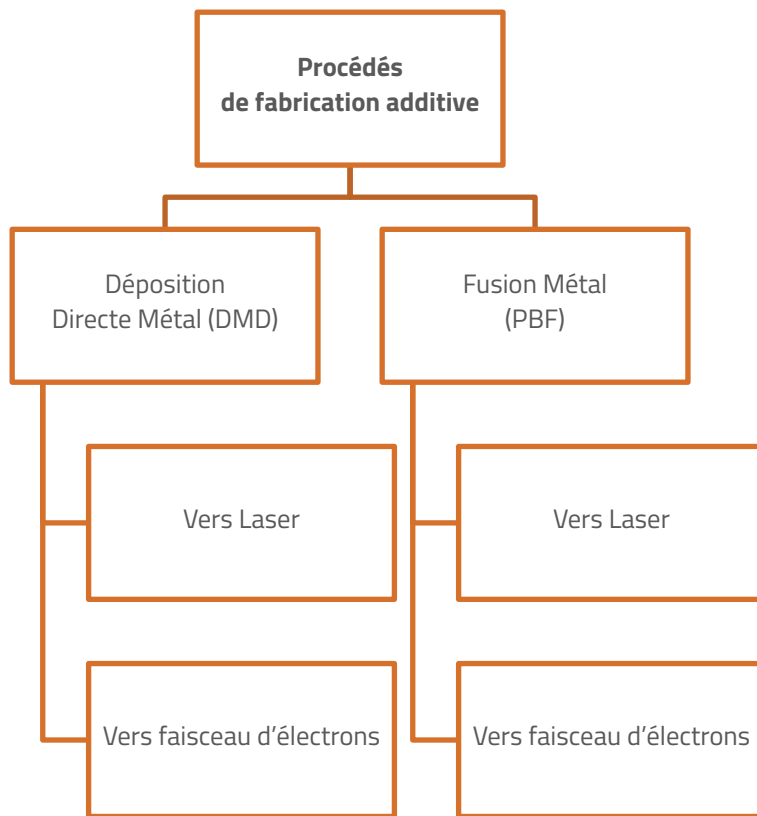 Procédés
de fabrication additive
Déposition
Directe Métal (DMD)
Fusion Métal
(PBF)
Vers Laser
Vers Laser
Vers faisceau d’électrons
Vers faisceau d’électrons